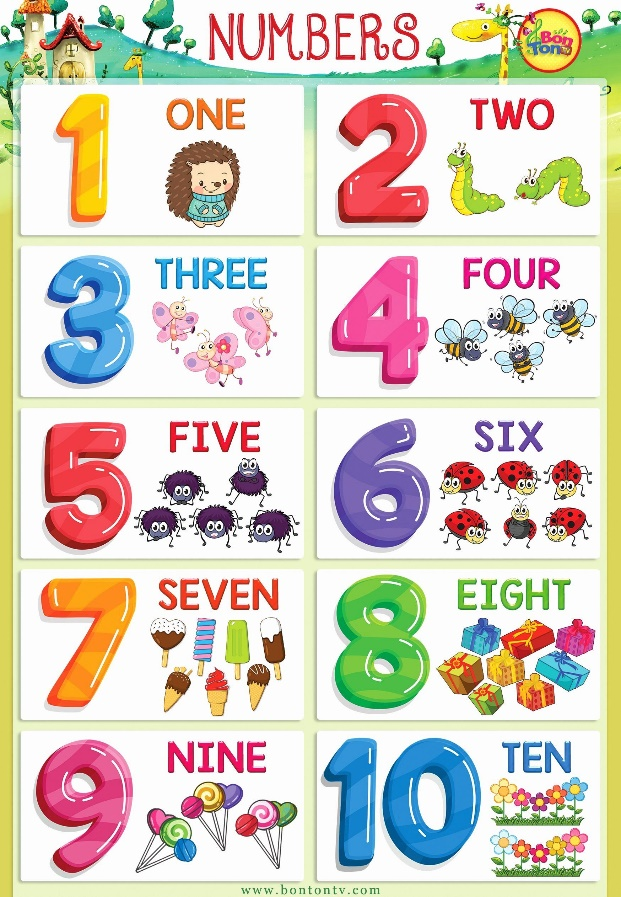 NUMBERS
Bon
Ton
1 ONE
2 TWO
3 THREE
4 FOUR
5 FIVE
6 SIX
7 SEVEN
8 EIGHT
9 NINE
10 TEN
www.bontontv.com